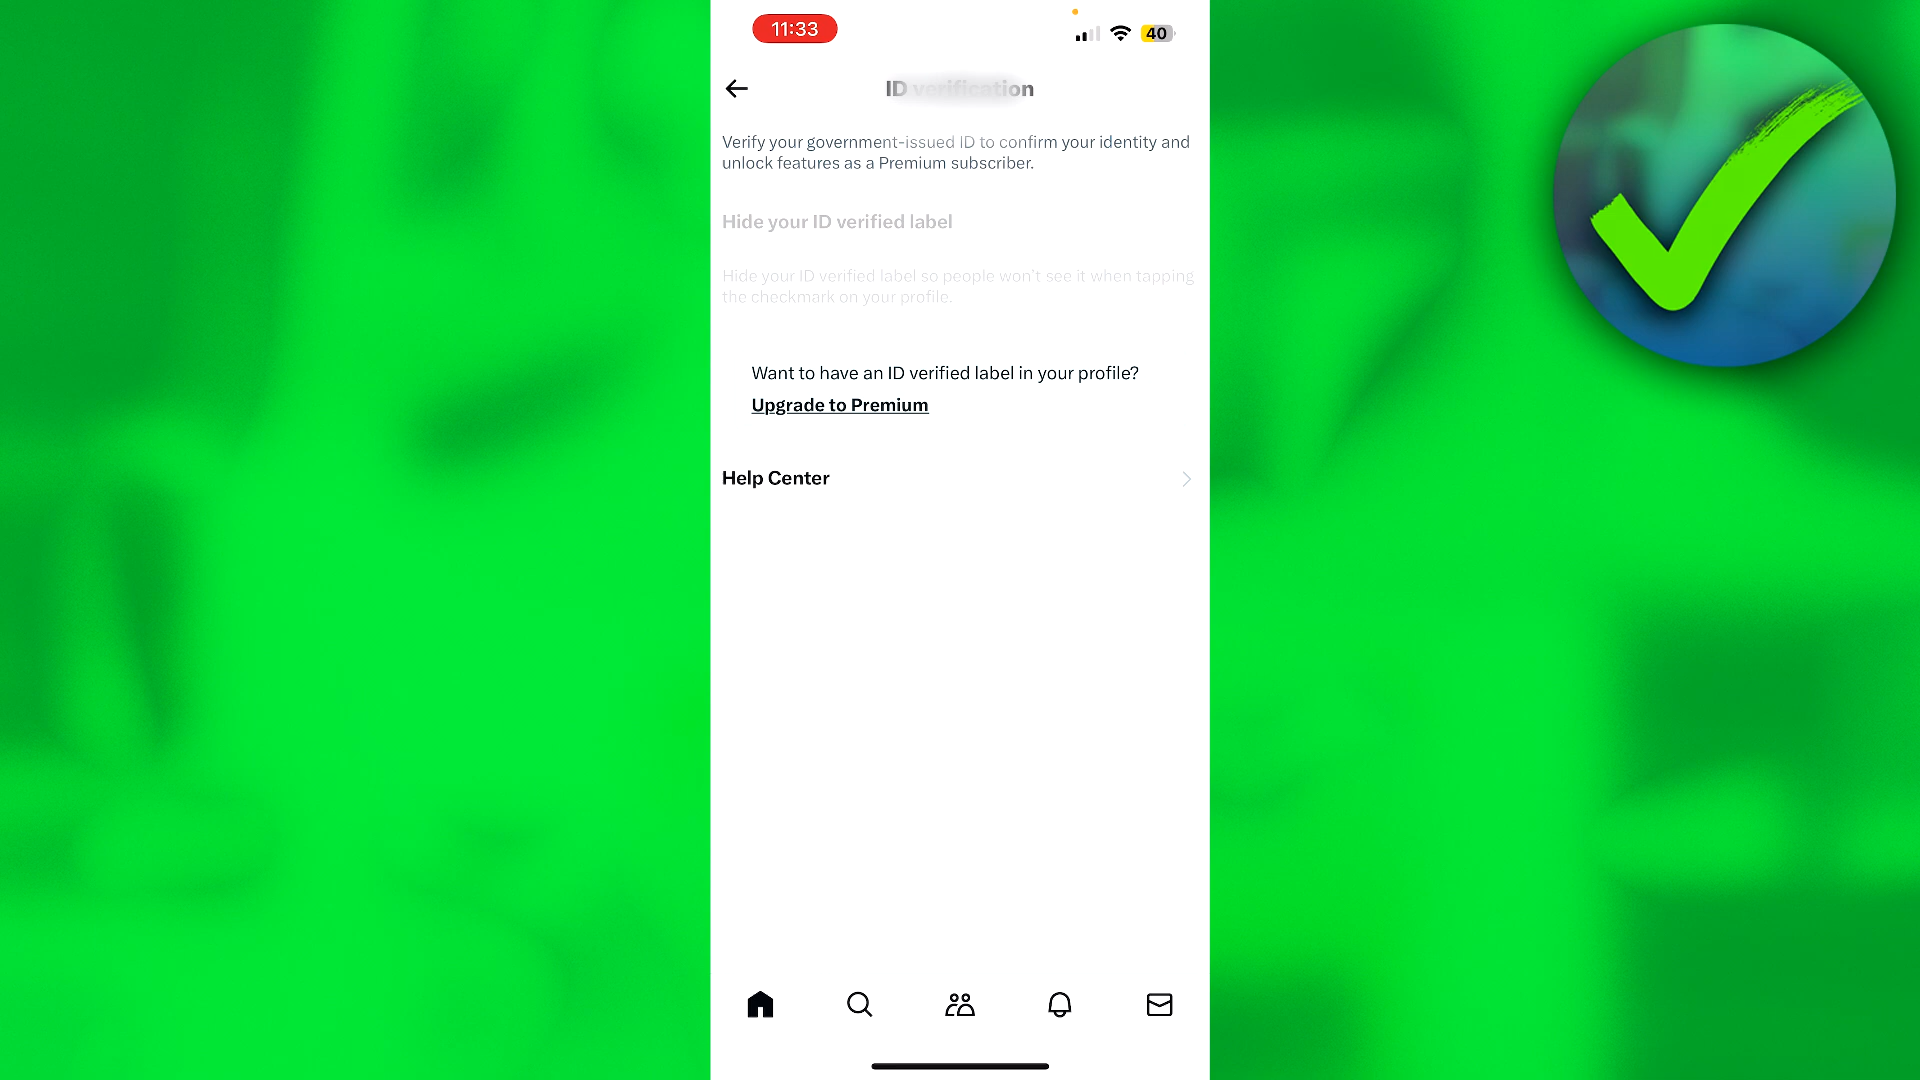 11:33
40
ID verification
Verify your government-issued ID to confirm your identity and
unlock features as a Premium subscriber.
Hide your ID verified label
Hide your ID verified label so people won't see it when tapping
the checkmark on your profile.
Want to have an ID verified label in your profile?
Upgrade to Premium
Help Center